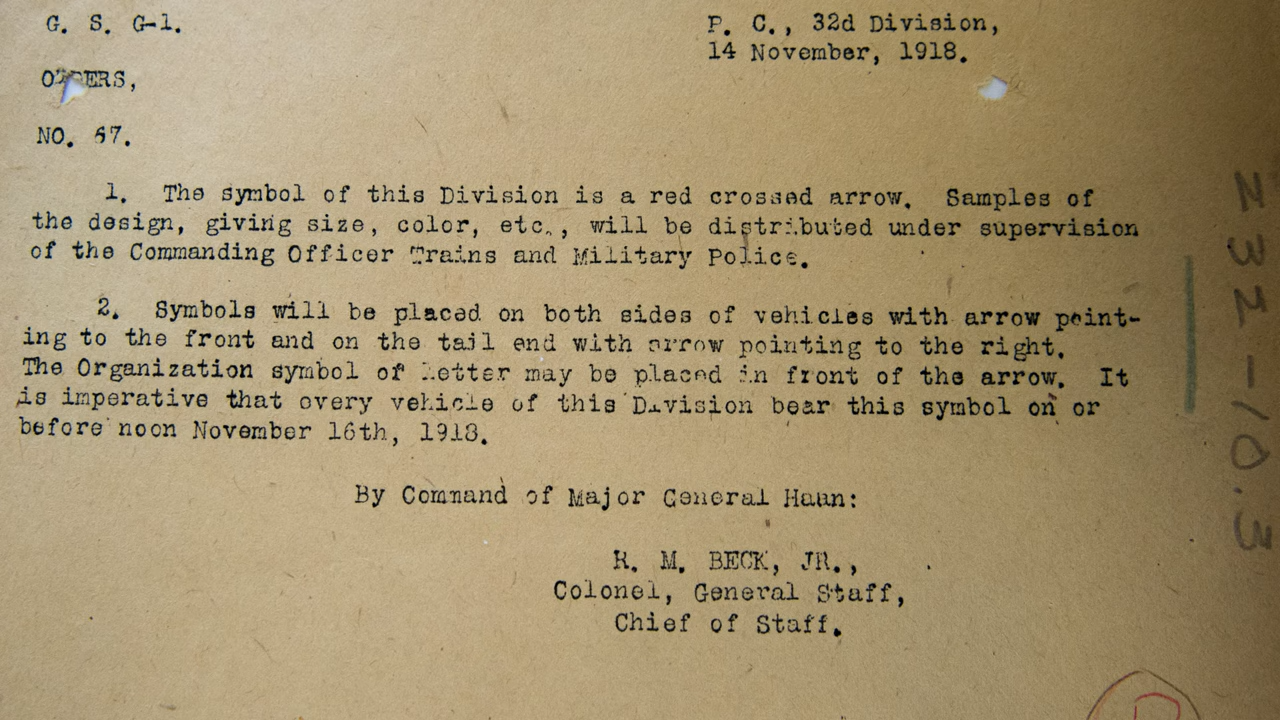 G. S. G-1.
P. C., 32d Division,
14 November, 1918.
ORDERS,
NO. 67.
1. The symbol of this Division is a red crossed arrow. Samples of
the design, giving size, color, etc., will be distributed under supervision
of the Commanding Officer Trains and Military Police.
2. Symbols will be placed on both sides of vehicles with arrow point-
ing to the front and on the tail end with arrow pointing to the right.
The Organization symbol of letter may be placed in front of the arrow. It
is imperative that every vehicle of this Division bear this symbol on or
before noon November 16th, 1918.
By Command of Major General Haan:
R. M. BECK, JR.,
Colonel, General Staff,
Chief of Staff.
232-10.3